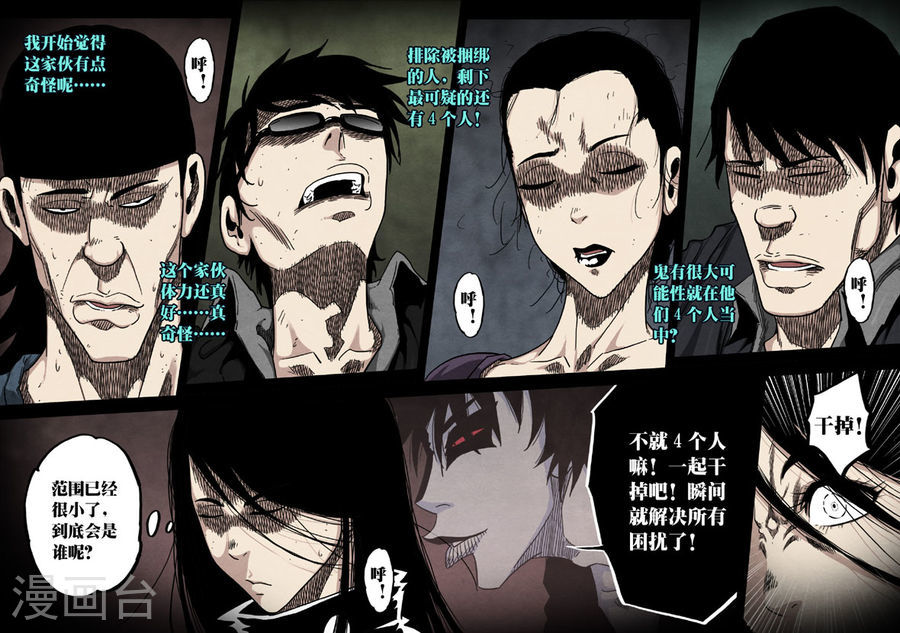 我开始觉得
这家伙有点
奇怪呢……
呼！
这个家伙
体力还真
好……真
奇怪！
排除被捆绑
的人，剩下
最可疑的还
有4个人！
呼！
鬼有很大可
能性就在他
们4个人当
中？
呼！
范围已经
很小了，
到底会是
谁呢？
呼！
不就4个人
嘛！一起干
掉吧！瞬间
就解决所有
困扰了！
干掉！
漫画台